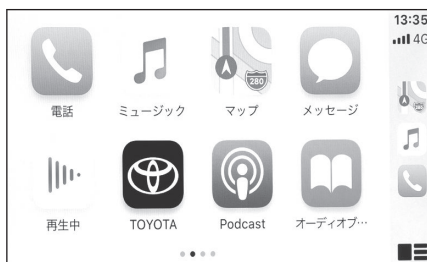 13:35
4G
280
電話
ミュージック
マップ
メッセージ
再生中
TOYOTA
Podcast
オーディオブ…